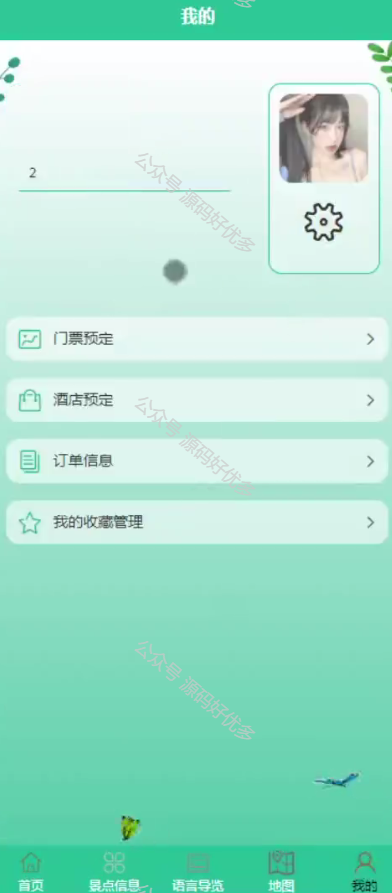 我的
2
公众号 源码好优多
门票预定
酒店预定
公众号 源码好优多
订单信息
我的收藏管理
公众号 源码好优多
首页
景点信息
语言导览
地图
我的